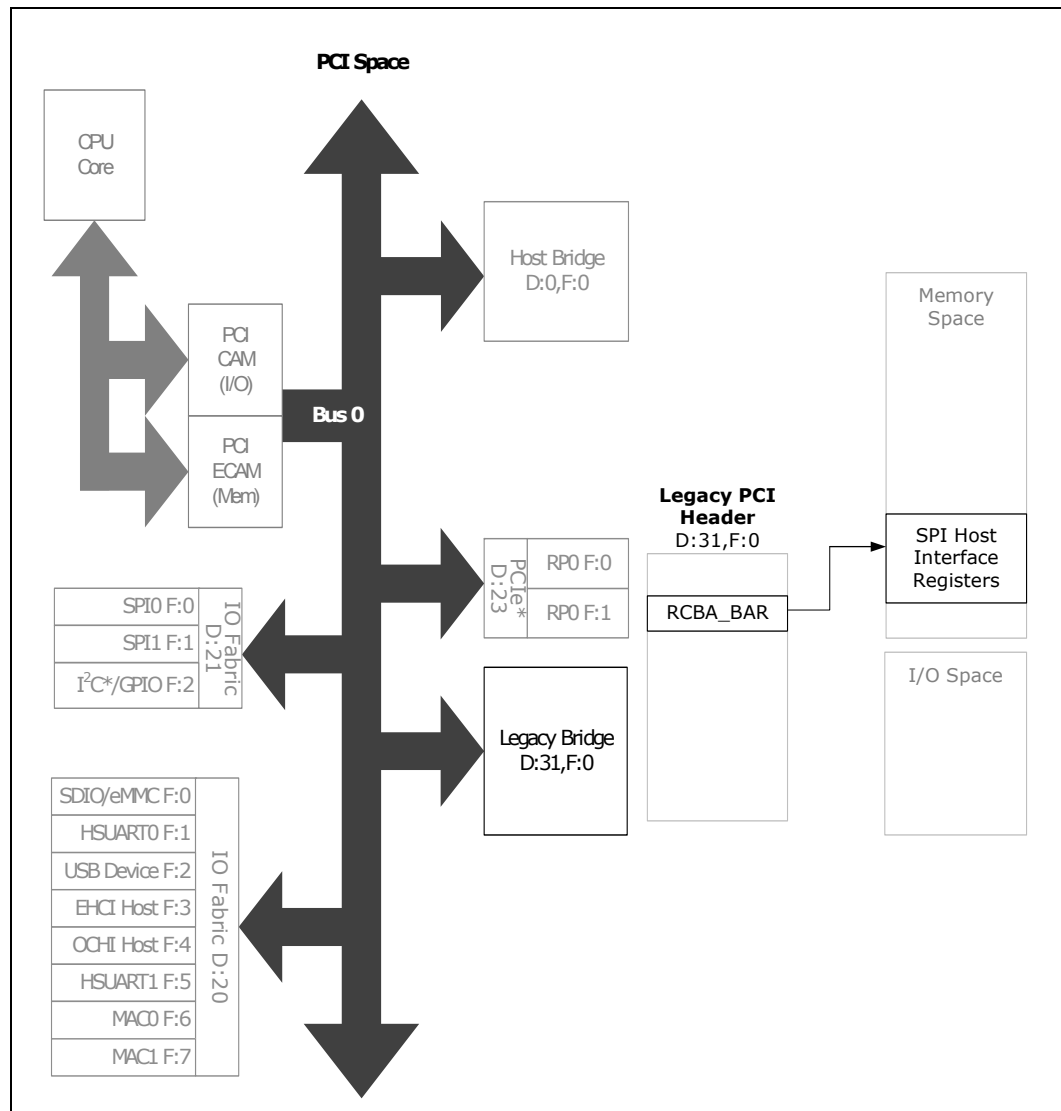 PCI Space
CPU
Core
Host Bridge
D:0,F:0
Memory
Space
PCI
CAM
(I/O)
Bus 0
PCI
ECAM
(Mem)
Legacy PCI
Header
D:31,F:0
SPI Host
Interface
Registers
PCIe*
D:23
RP0 F:0
RP0 F:1
RCBA_BAR
SPI0 F:0
SPI1 F:1
I²C*/GPIO F:2
IO Fabric
D:21
I/O Space
Legacy Bridge
D:31,F:0
SDIO/eMMC F:0
HSUART0 F:1
USB Device F:2
EHCI Host F:3
OCHI Host F:4
HSUART1 F:5
MAC0 F:6
MAC1 F:7
IO Fabric D:20